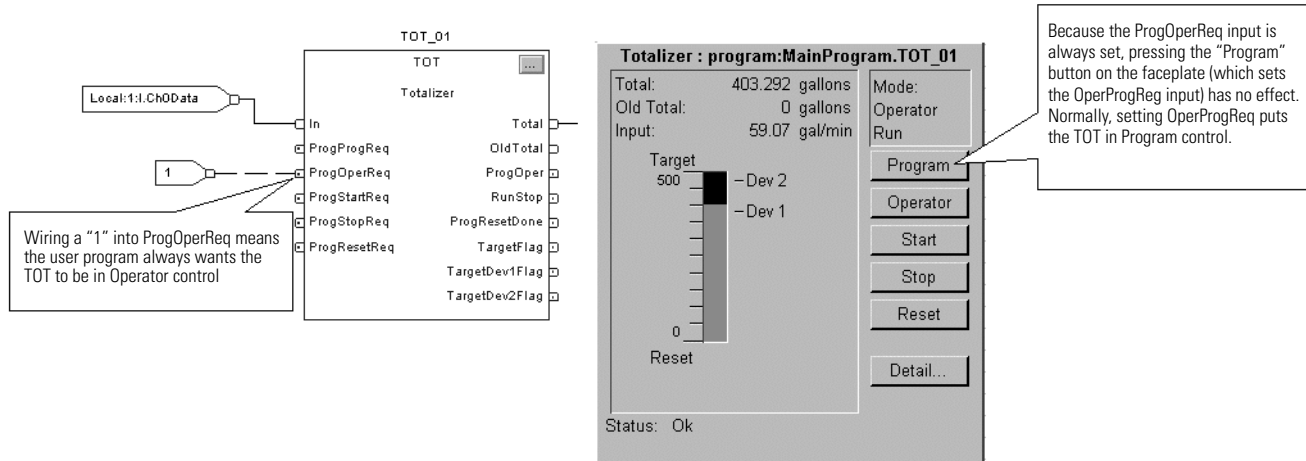 TOT_01
TOT
...
Totalizer
Local:1:I.Ch0Data
In
Total
ProgProgReq
OldTotal
1
ProgOperReq
ProgOper
ProgStartReq
RunStop
ProgStopReq
ProgResetDone
ProgResetReq
TargetFlag
TargetDev1Flag
TargetDev2Flag
Wiring a “1” into ProgOperReq means
the user program always wants the
TOT to be in Operator control
Totalizer : program:MainProgram.TOT_01
Total: 403.292 gallons
Old Total: 0 gallons
Input: 59.07 gal/min
Mode:
Operator
Run
Target
500
Dev 2
Dev 1
0
Reset
Program
Operator
Start
Stop
Reset
Detail...
Status: Ok
Because the ProgOperReq input is
always set, pressing the “Program”
button on the faceplate (which sets
the OperProgReg input) has no effect.
Normally, setting OperProgReq puts
the TOT in Program control.